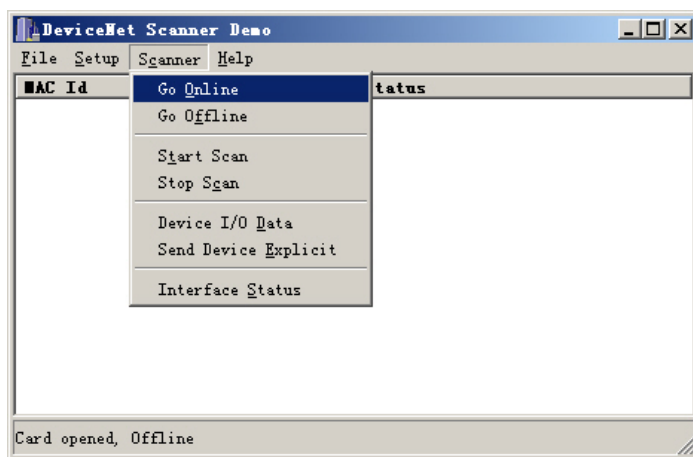 DeviceNet Scanner Demo
File Setup Scanner Help
MAC Id tatus
Go Online
Go Offline
Start Scan
Stop Scan
Device I/O Data
Send Device Explicit
Interface Status
Card opened, Offline